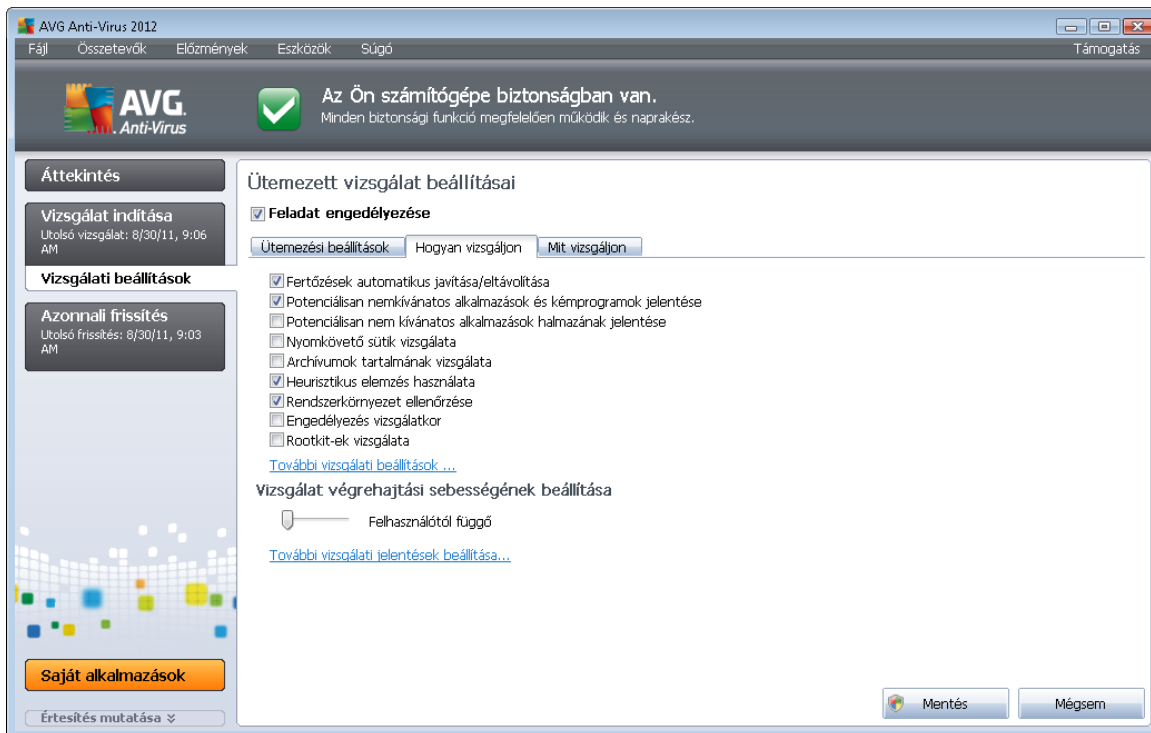 AVG Anti-Virus 2012
Fájl Összetevők Előzmények Eszközök Súgó Támogatás
AVG.
Anti-Virus
Az Ön számítógépe biztonságban van.
Minden biztonsági funkció megfelelően működik és naprakész.
Áttekintés
Vizsgálat indítása
Utolsó vizsgálat: 8/30/11, 9:06
AM
Vizsgálati beállítások
Azonnali frissítés
Utolsó frissítés: 8/30/11, 9:03
AM
Saját alkalmazások
Értesítés mutatása
Ütemezett vizsgálat beállításai
Feladat engedélyezése
Ütemezési beállítások Hogyan vizsgáljon Mit vizsgáljon
Fertőzések automatikus javítása/eltávolítása
Potenciálisan nemkívánatos alkalmazások és kémprogramok jelentése
Potenciálisan nem kívánatos alkalmazások halmazának jelentése
Nyomkövető sütik vizsgálata
Archívumok tartalmának vizsgálata
Heurisztikus elemzés használata
Rendszerkörnyezet ellenőrzése
Engedélyezés vizsgálatkor
Rootkit-ek vizsgálata
További vizsgálati beállítások ...
Vizsgálat végrehajtási sebességének beállítása
Felhasználótól függő
További vizsgálati jelentések beállítása...
Mentés Mégsem